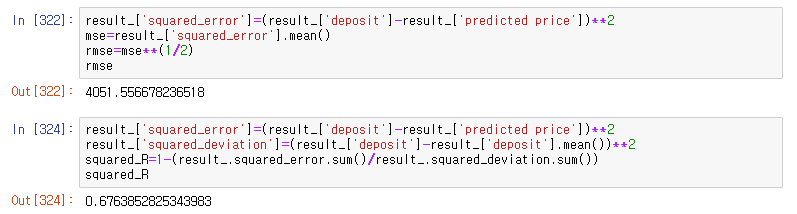 In [322]: result_['squared_error']=(result_['deposit']-result_['predicted price'])**2
mse=result_['squared_error'].mean()
rmse=mse**(1/2)
rmse
Out[322]: 4051.556678236518
In [324]: result_['squared_error']=(result_['deposit']-result_['predicted price'])**2
result_['squared_deviation']=(result_['deposit']-result_['deposit'].mean())**2
squared_R=1-(result_.squared_error.sum()/result_.squared_deviation.sum())
squared_R
Out[324]: 0.6763852825343983